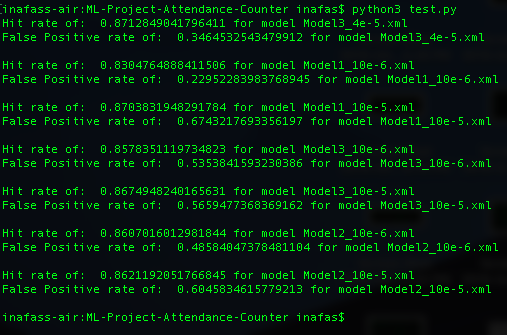 inafass-air:ML-Project-Attendance-Counter inafas$ python3 test.py
Hit rate of:  0.8712849041796411 for model Model3_4e-5.xml
False Positive rate of:  0.3464532543479912 for model Model3_4e-5.xml
Hit rate of:  0.8304764888411506 for model Model1_10e-6.xml
False Positive rate of:  0.22952283983768945 for model Model1_10e-6.xml
Hit rate of:  0.8703831948291784 for model Model1_10e-5.xml
False Positive rate of:  0.6743217693356197 for model Model1_10e-5.xml
Hit rate of:  0.8578351119734823 for model Model3_10e-6.xml
False Positive rate of:  0.5353841593230386 for model Model3_10e-6.xml
Hit rate of:  0.8674948240165631 for model Model3_10e-5.xml
False Positive rate of:  0.5659477368369162 for model Model3_10e-5.xml
Hit rate of:  0.8607016012981844 for model Model2_10e-6.xml
False Positive rate of:  0.48584047378481104 for model Model2_10e-6.xml
Hit rate of:  0.8621192051766845 for model Model2_10e-5.xml
False Positive rate of:  0.6045834615779213 for model Model2_10e-5.xml
inafass-air:ML-Project-Attendance-Counter inafas$